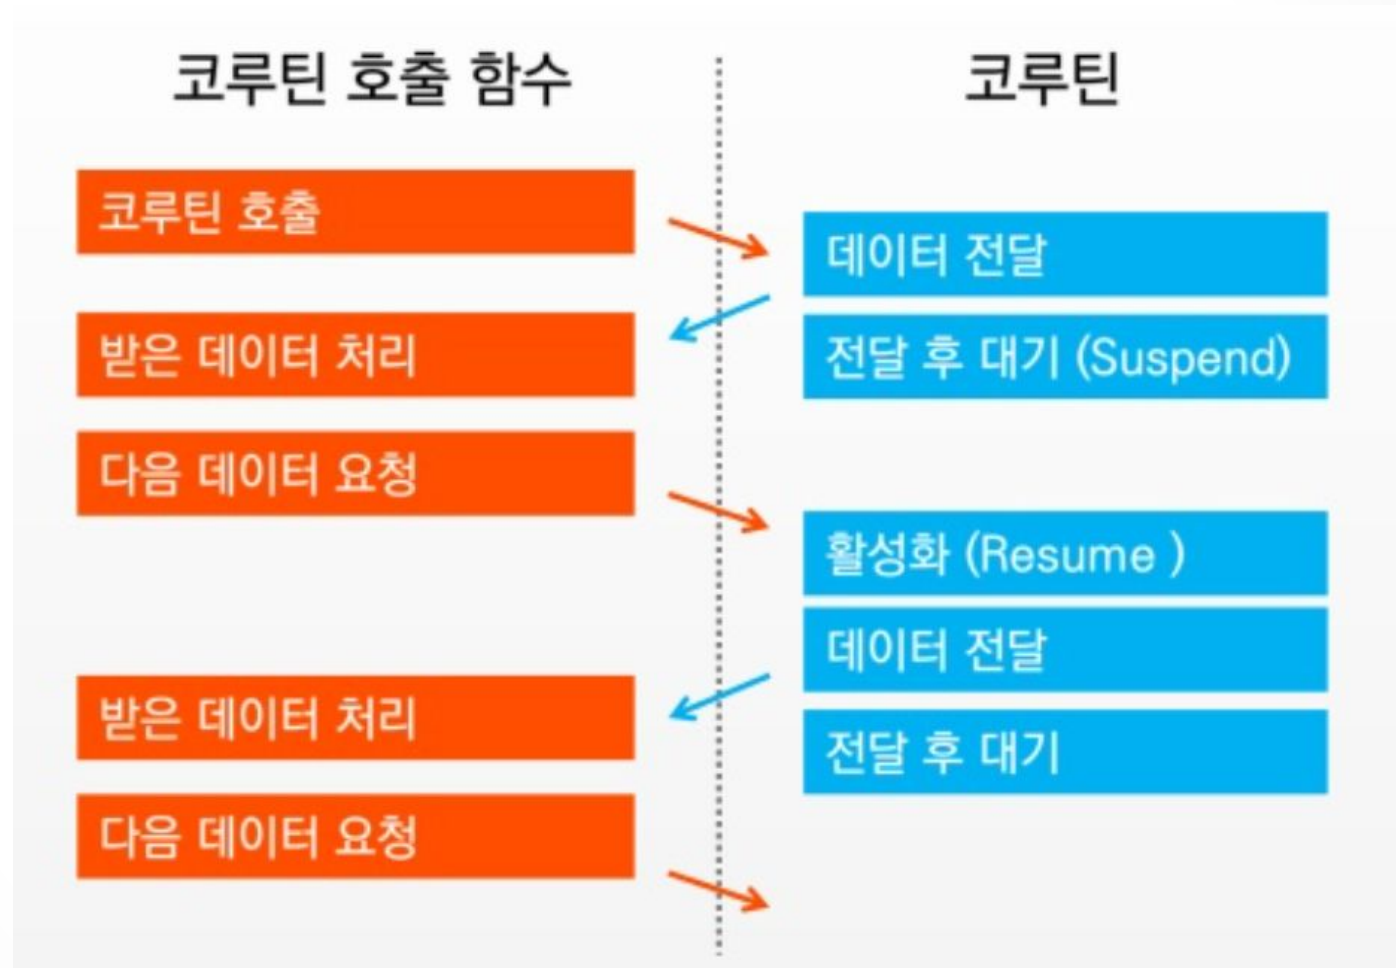 코루틴 호출 함수
코루틴
코루틴 호출
데이터 전달
받은 데이터 처리
전달 후 대기 (Suspend)
다음 데이터 요청
활성화 (Resume )
데이터 전달
받은 데이터 처리
전달 후 대기
다음 데이터 요청